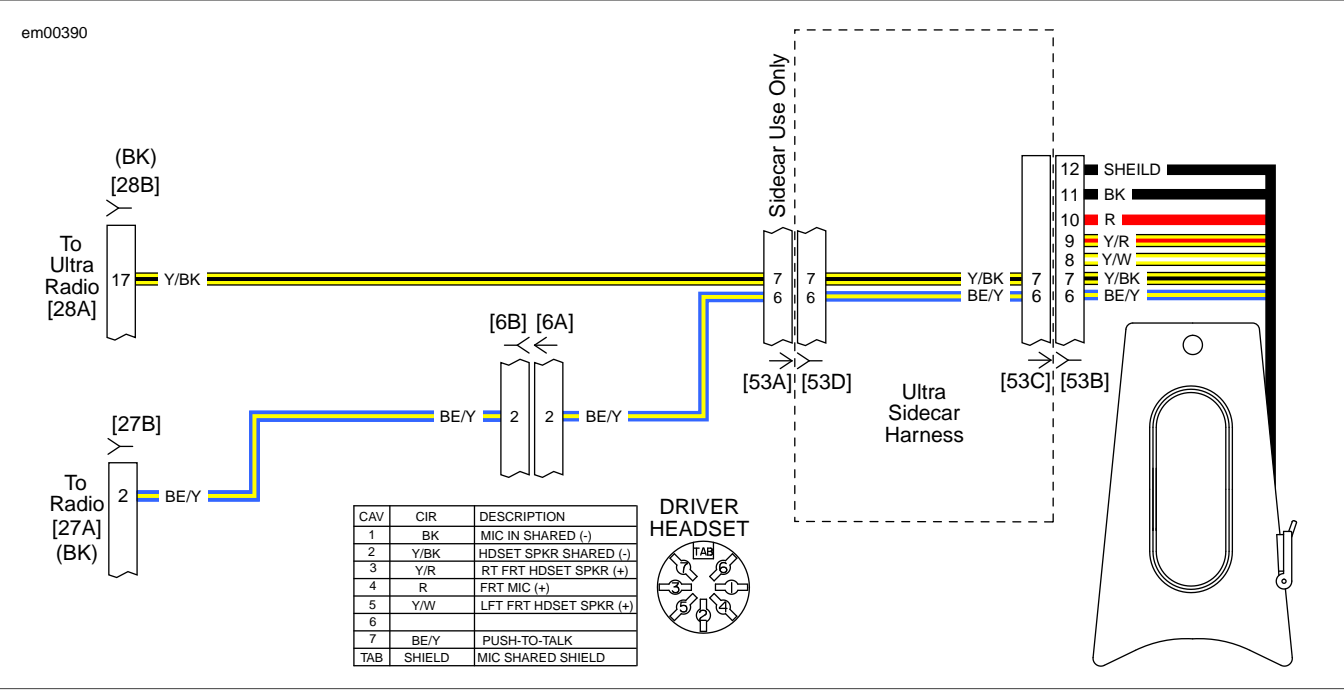 em00390
Sidecar Use Only
(BK)
[28B]
To
Ultra
Radio
[28A]
17
Y/BK
7
6
7
6
Y/BK
BE/Y
7
6
12 SHEILD
11 BK
10 R
9 Y/R
8 Y/W
7 Y/BK
6 BE/Y
[6B] [6A]
[53A] [53D]
[53C] [53B]
Ultra
Sidecar
Harness
BE/Y 2 2 BE/Y
[27B]
To
Radio
[27A]
(BK)
2 BE/Y
CAV CIR DESCRIPTION
1 BK MIC IN SHARED (-)
2 Y/BK HDSET SPKR SHARED (-)
3 Y/R RT FRT HDSET SPKR (+)
4 R FRT MIC (+)
5 Y/W LFT FRT HDSET SPKR (+)
6
7 BE/Y PUSH-TO-TALK
TAB SHIELD MIC SHARED SHIELD
DRIVER
HEADSET
TAB
7 6
3 1
5 2 4